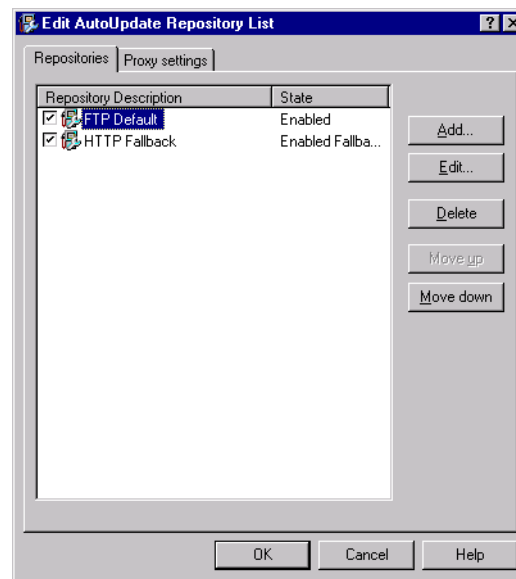 Edit AutoUpdate Repository List
Repositories Proxy settings
Repository Description State
FTP Default Enabled
HTTP Fallback Enabled Fallba...
Add...
Edit...
Delete
Move up
Move down
OK Cancel Help